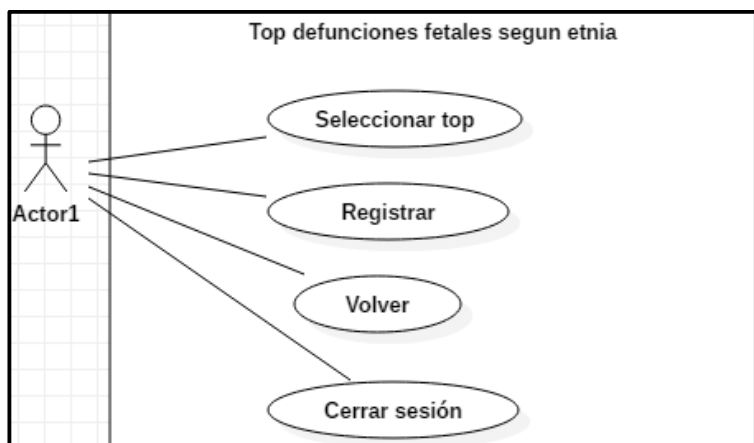 Top defunciones fetales segun etnia
Seleccionar top
Actor1
Registrar
Volver
Cerrar sesión